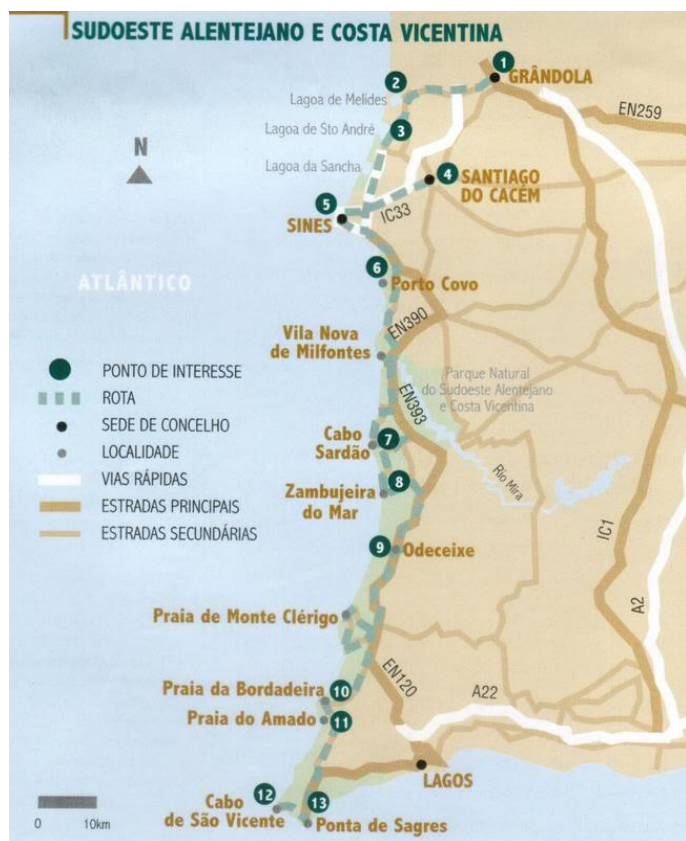 SUDOESTE ALENTEJANO E COSTA VICENTINA
1
GRÂNDOLA
2
Lagoa de Melides
EN259
Lagoa de Sto André
3
N
Lagoa da Sancha
4
SANTIAGO
DO CACÉM
5
IC33
SINES
6
ATLÂNTICO
Porto Covo
EN390
Vila Nova
de Milfontes
PONTO DE INTERESSE
ROTA
SEDE DE CONCELHO
LOCALIDADE
VIAS RÁPIDAS
ESTRADAS PRINCIPAIS
ESTRADAS SECUNDÁRIAS
Parque Natural
do Sudoeste Alentejano
e Costa Vicentina
EN393
Cabo
Sardão
7
8
Zambujeira
do Mar
Rio Mira
IC1
9
Odeceixe
A2
Praia de Monte Clérigo
EN120
Praia da Bordadeira
10
A22
Praia do Amado
11
LAGOS
12
13
Cabo
de São Vicente
Ponta de Sagres
0
10km